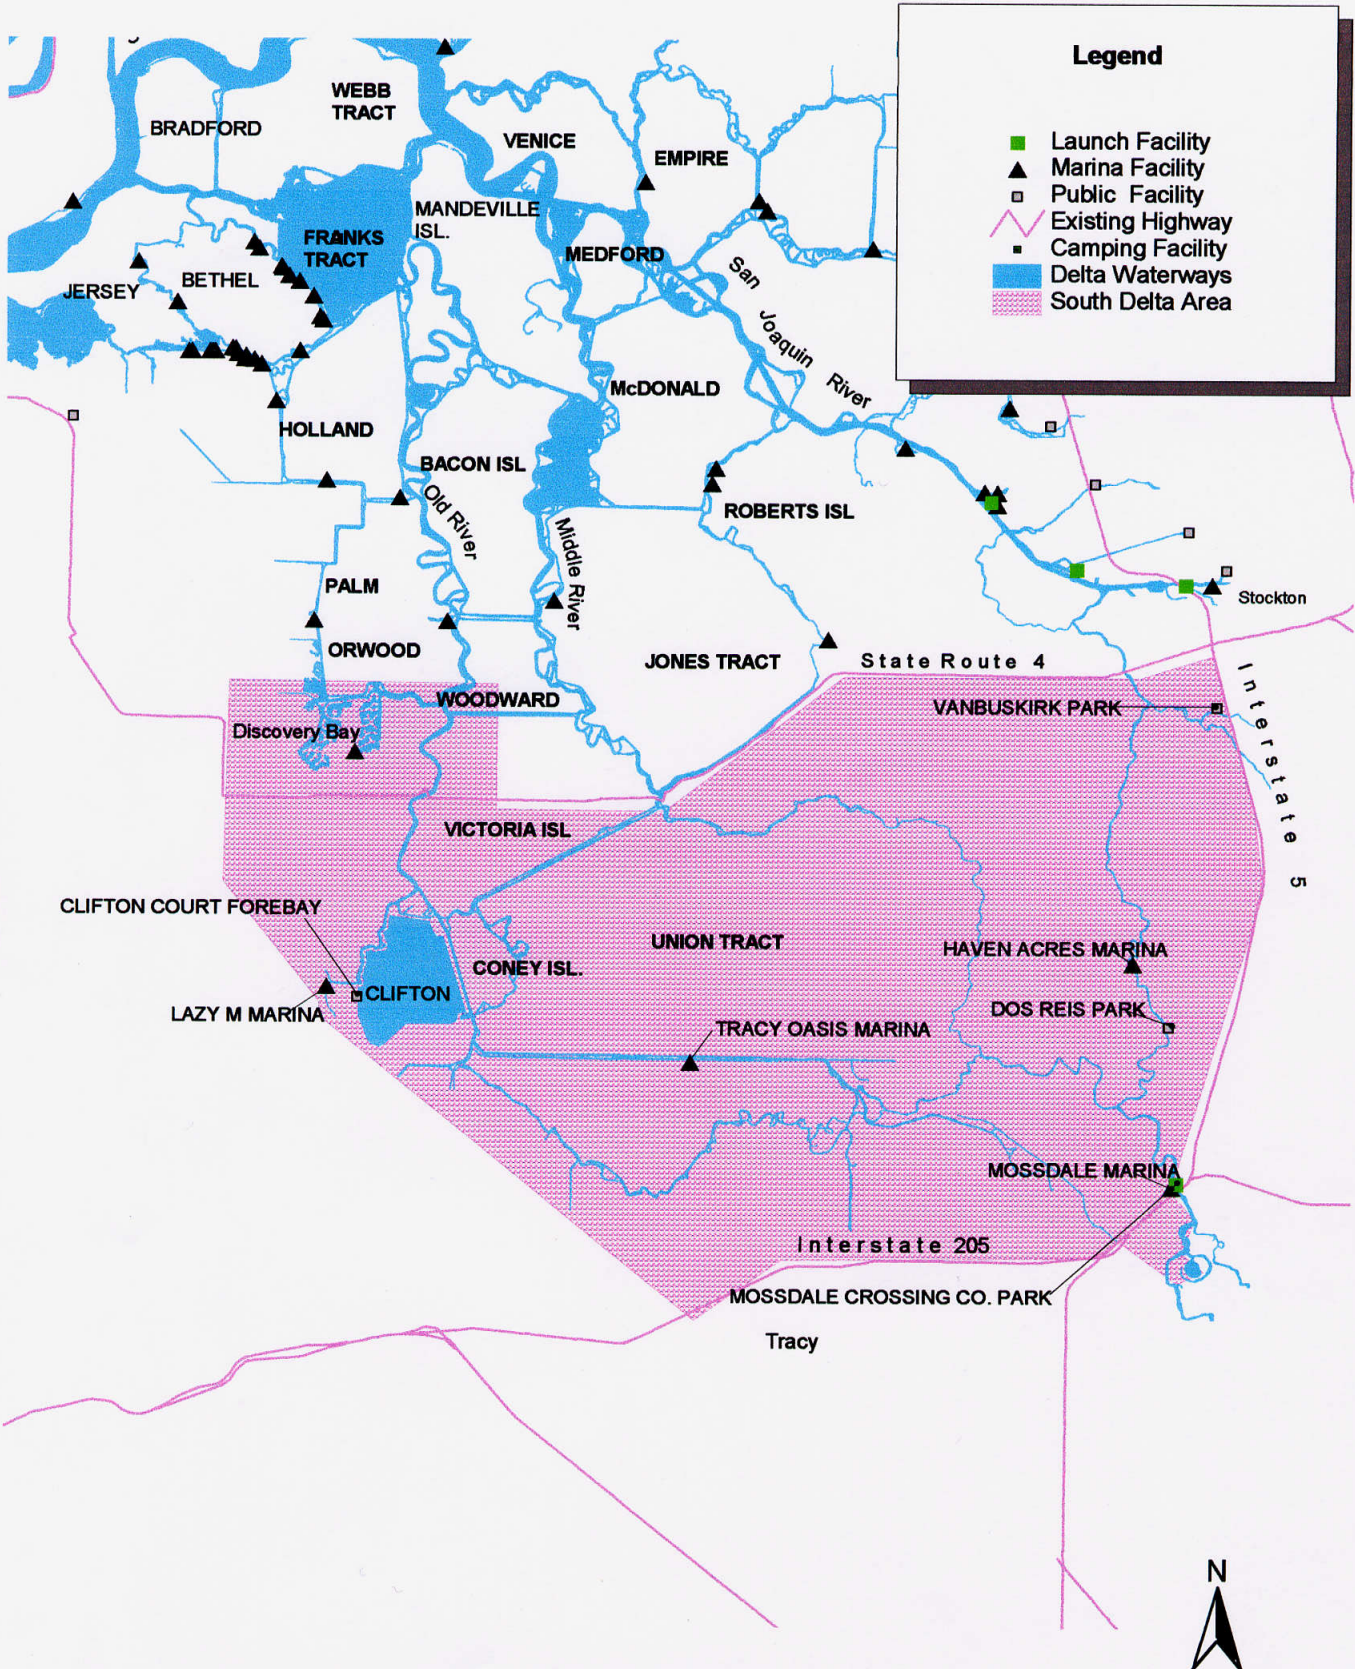 Legend
Launch Facility
Marina Facility
Public Facility
Existing Highway
Camping Facility
Delta Waterways
South Delta Area
WEBB
TRACT
BRADFORD
VENICE
EMPIRE
MANDEVILLE
ISL.
FRANKS
TRACT
MEDFORD
BETHEL
JERSEY
San
Joaquin
River
McDONALD
HOLLAND
BACON ISL
Old River
ROBERTS ISL
Middle River
PALM
Stockton
ORWOOD
JONES TRACT
State Route 4
Interstate 5
WOODWARD
VANBUSKIRK PARK
Discovery Bay
VICTORIA ISL
CLIFTON COURT FOREBAY
UNION TRACT
HAVEN ACRES MARINA
CONEY ISL.
CLIFTON
LAZY M MARINA
DOS REIS PARK
TRACY OASIS MARINA
MOSSDALE MARINA
Interstate 205
MOSSDALE CROSSING CO. PARK
Tracy
N